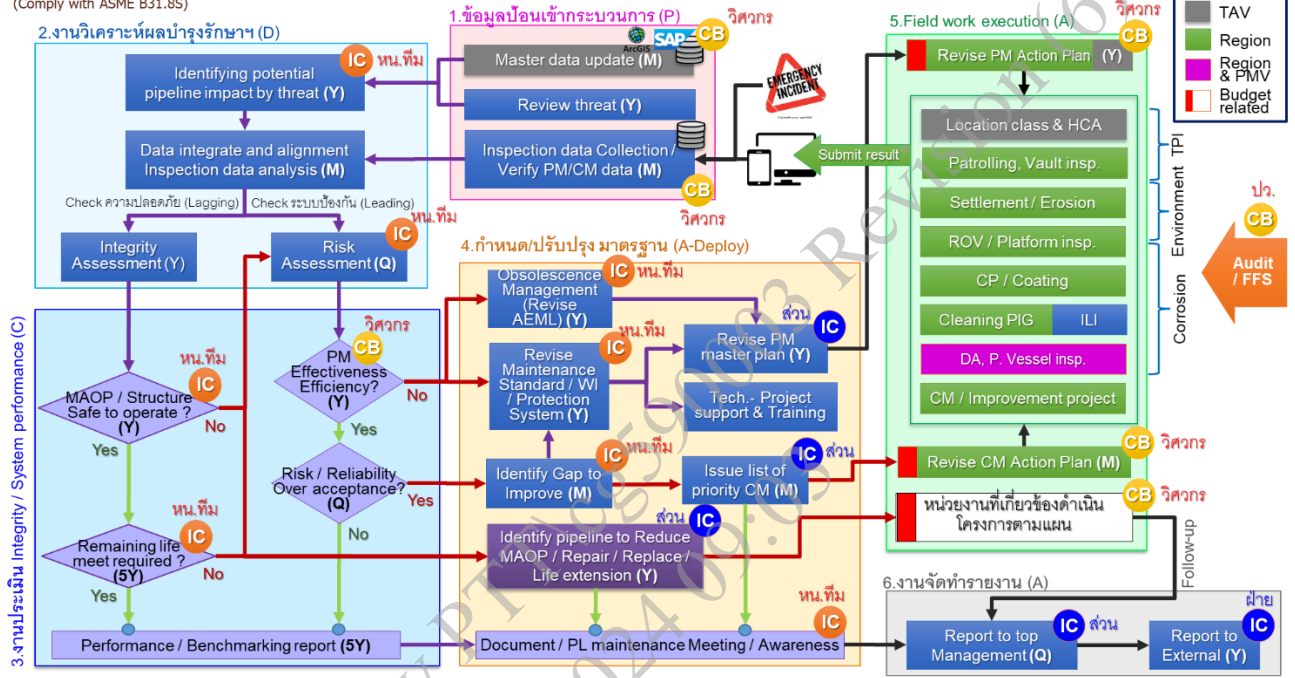 (Comply with ASME B31.8S)
2.งานวิเคราะห์ผลบำรุงรักษาฯ (D)
IC หน.ทีม
Identifying potential
pipeline impact by threat (Y)
Data integrate and alignment
Inspection data analysis (M)
Check ความปลอดภัย (Lagging)
Check ระบบป้องกัน (Leading)
Integrity
Assessment (Y)
IC หน.ทีม
Risk
Assessment (Q)
1.ข้อมูลป้อนเข้ากระบวนการ (P)
วิศวกร
CB
ArcGIS
SAP
Master data update (M)
Review threat (Y)
Inspection data Collection /
Verify PM/CM data (M)
CB
วิศวกร
EMERGENCY
INCIDENT
Submit result
3.งานประเมิน Integrity / System performance (C)
หน.ทีม
IC
MAOP / Structure
Safe to operate ?
(Y)
No
Yes
หน.ทีม
IC
Remaining life
meet required ?
(5Y)
No
Yes
วิศวกร
CB
PM
Effectiveness
Efficiency?
(Y)
No
Yes
Risk / Reliability
Over acceptance?
(Q)
Yes
No
Performance / Benchmarking report (5Y)
4.กำหนด/ปรับปรุง มาตรฐาน (A-Deploy)
IC หน.ทีม
Obsolescence
Management
(Revise
AEML) (Y)
IC หน.ทีม
Revise
Maintenance
Standard / WI /
Protection
System (Y)
ส่วน IC
Revise PM
master plan (Y)
Tech.- Project
support & Training
IC หน.ทีม
Identify Gap to
Improve (M)
IC ส่วน
Issue list of
priority CM (M)
ส่วน IC
Identify pipeline to Reduce
MAOP / Repair / Replace /
Life extension (Y)
หน.ทีม
IC
Document / PL maintenance Meeting / Awareness
5.Field work execution (A)
วิศวกร
CB
Revise PM Action Plan (Y)
Location class & HCA
Patrolling, Vault insp.
Settlement / Erosion
ROV / Platform insp.
CP / Coating
Cleaning PIG
ILI
DA, P. Vessel insp.
CM / Improvement project
TPI
Environment
Corrosion
CB วิศวกร
Revise CM Action Plan (M)
CB วิศวกร
หน่วยงานที่เกี่ยวข้องดำเนิน
โครงการตามแผน
Follow-up
TAV
Region
Region
& PMV
Budget
related
ปว.
CB
Audit
/ FFS
6.งานจัดทำรายงาน (A)
IC ส่วน
Report to top
Management (Q)
ฝ่าย
IC
Report to
External (Y)